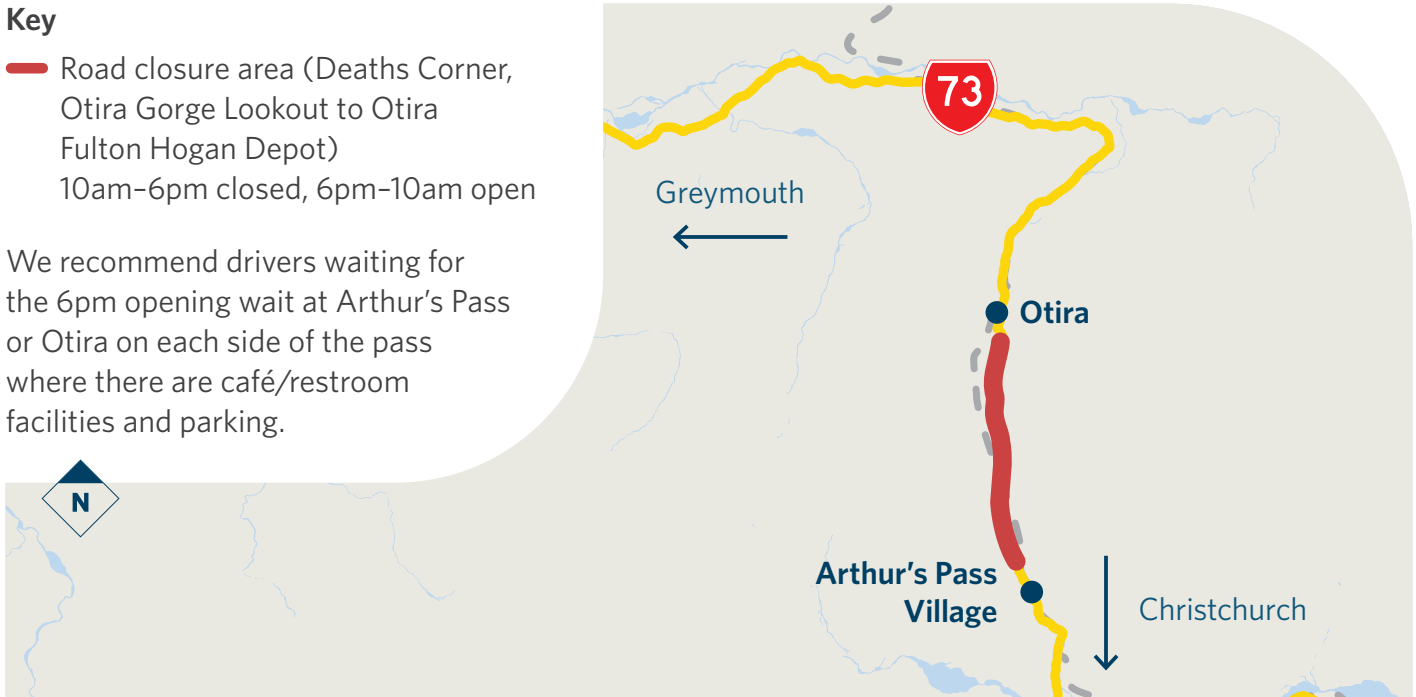 Key
Road closure area (Deaths Corner,
Otira Gorge Lookout to Otira
Fulton Hogan Depot)
10am–6pm closed, 6pm–10am open
We recommend drivers waiting for
the 6pm opening wait at Arthur’s Pass
or Otira on each side of the pass
where there are café/restroom
facilities and parking.
N
73
Greymouth
Otira
Arthur’s Pass
Village
Christchurch